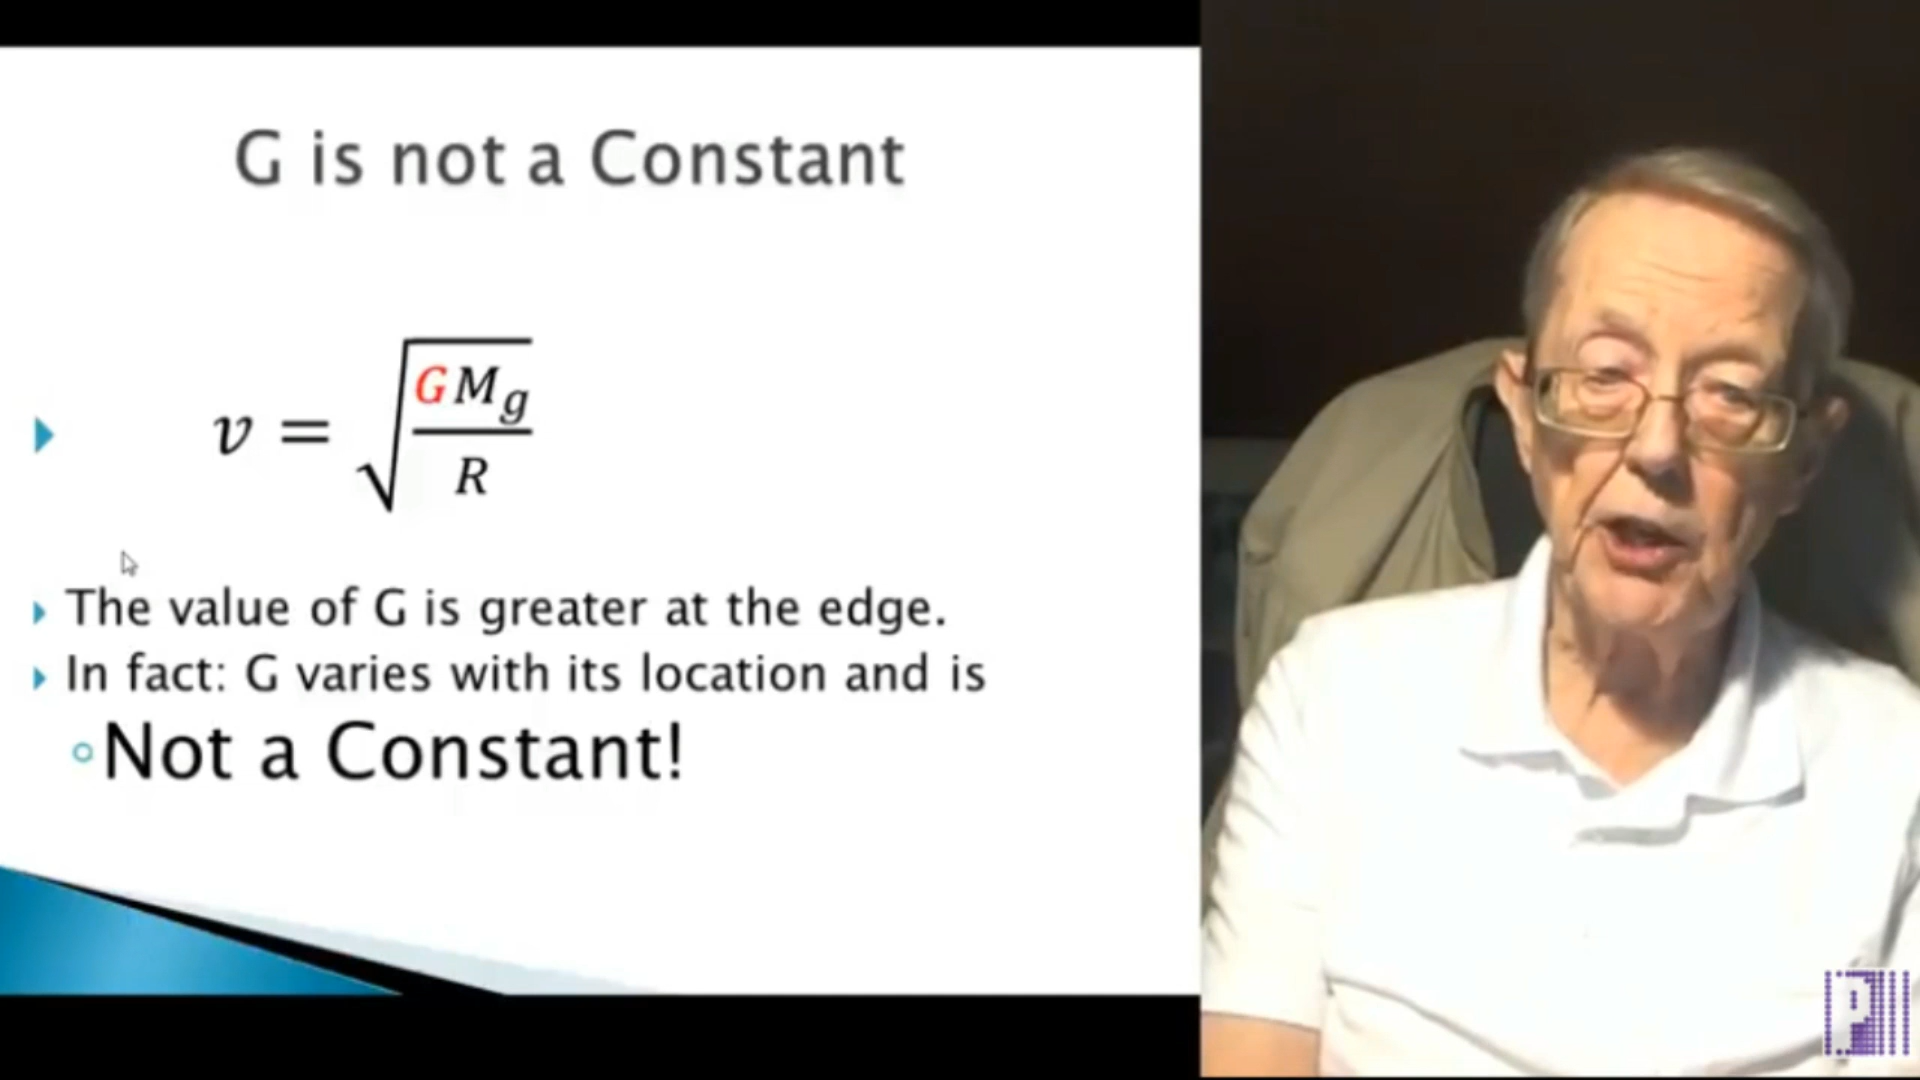 G is not a Constant
v = √(GM_g / R)
The value of G is greater at the edge.
In fact: G varies with its location and is
Not a Constant!
P